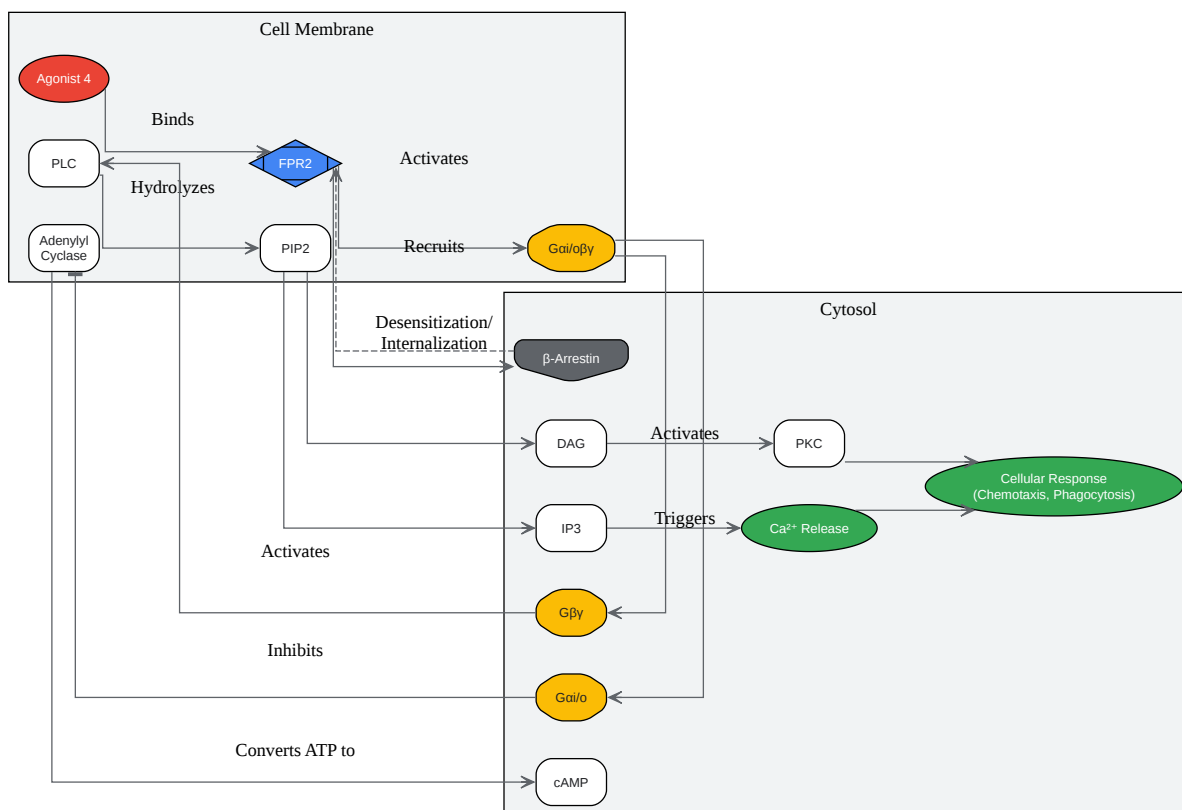 Cell Membrane
Agonist 4
Binds
PLC
FPR2
Activates
Hydrolyzes
Adenylyl
Cyclase
PIP2
Recruits
Gαi/oβγ
Cytosol
Desensitization/
Internalization
β-Arrestin
DAG
Activates
PKC
Cellular Response
(Chemotaxis, Phagocytosis)
IP3
Triggers
Ca²⁺ Release
Activates
Gβγ
Inhibits
Gαi/o
Converts ATP to
cAMP